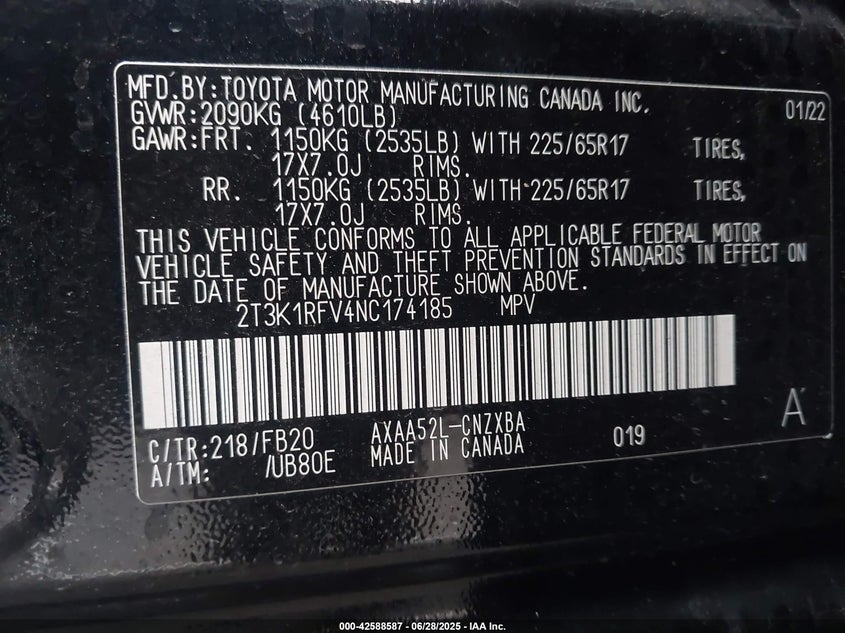 MFD.BY:TOYOTA MOTOR MANUFACTURING CANADA INC. 01/22
GVWR:2090KG (4610LB)
GAWR:FRT. 1150KG (2535LB) WITH 225/65R17 TIRES,
17X7.0J RIMS.
RR. 1150KG (2535LB) WITH 225/65R17 TIRES,
17X7.0J RIMS.
THIS VEHICLE CONFORMS TO ALL APPLICABLE FEDERAL MOTOR
VEHICLE SAFETY AND THEFT PREVENTION STANDARDS IN EFFECT ON
THE DATE OF MANUFACTURE SHOWN ABOVE.
2T3K1RFV4NC174185 MPV
A
C/TR:218/FB20 AXAA52L-CNZXBA 019
A/TM: /UB80E MADE IN CANADA
000-42588587 - 06/28/2025 - IAA Inc.